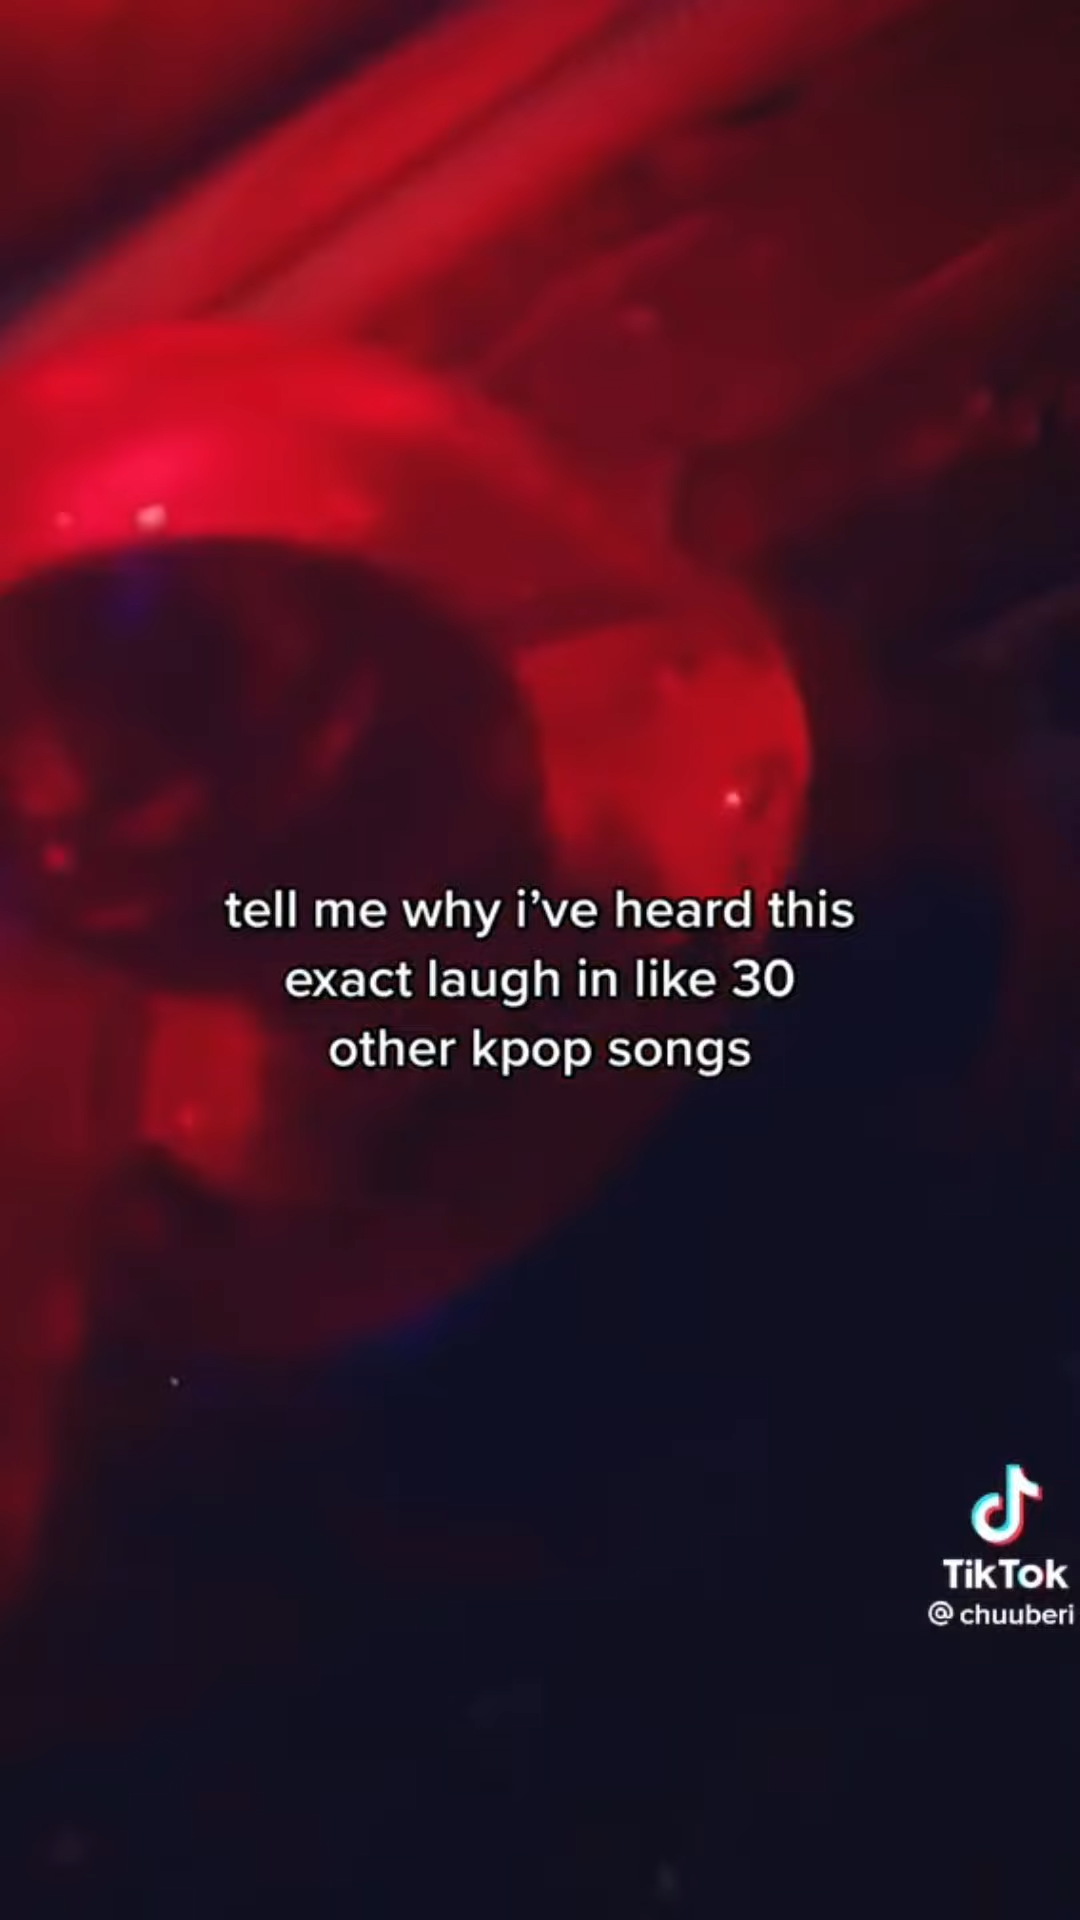 tell me why i’ve heard this
exact laugh in like 30
other kpop songs
TikTok
@chuuberi